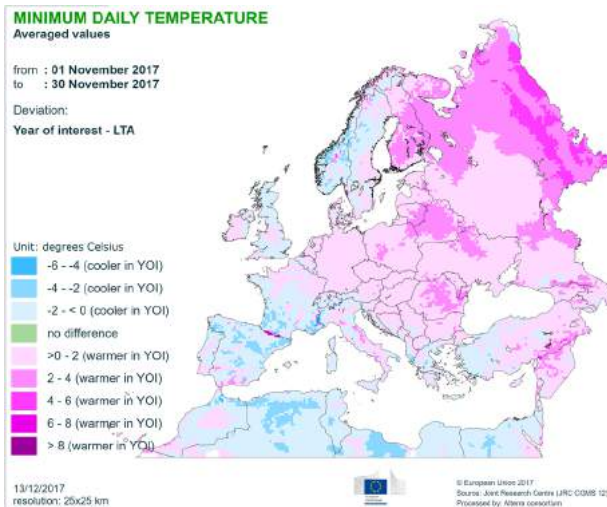 MINIMUM DAILY TEMPERATURE
Averaged values
from : 01 November 2017
to : 30 November 2017
Deviation:
Year of interest - LTA
Unit: degrees Celsius
-6 - -4 (cooler in YOI)
-4 - -2 (cooler in YOI)
-2 - < 0 (cooler in YOI)
no difference
>0 - 2 (warmer in YOI)
2 - 4 (warmer in YOI)
4 - 6 (warmer in YOI)
6 - 8 (warmer in YOI)
> 8 (warmer in YOI)
13/12/2017
resolution: 25x25 km
© European Union 2017
Source: Joint Research Centre (JRC CGMS 12)
Processed by: Alterra consortium